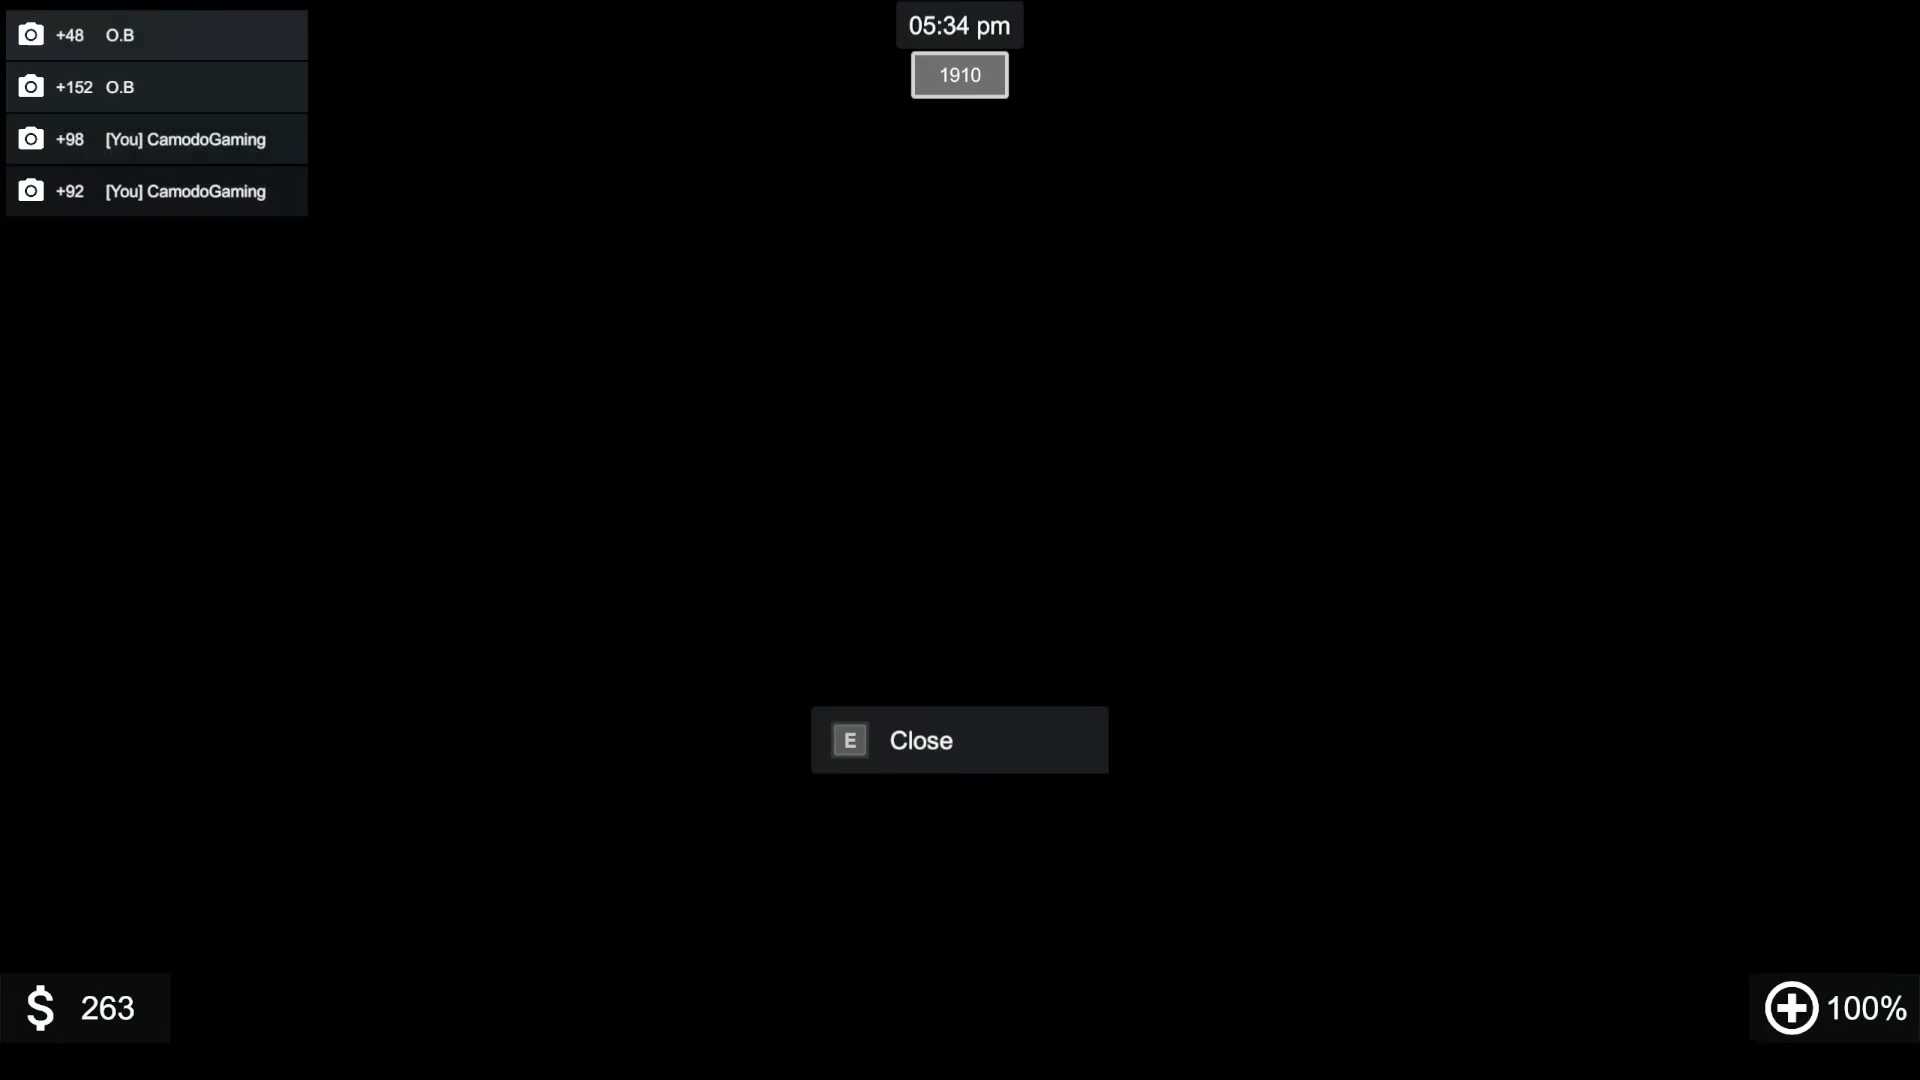 +48 O.B
+152 O.B
+98 [You] CamodoGaming
+92 [You] CamodoGaming
05:34 pm
1910
E Close
$ 263
100%